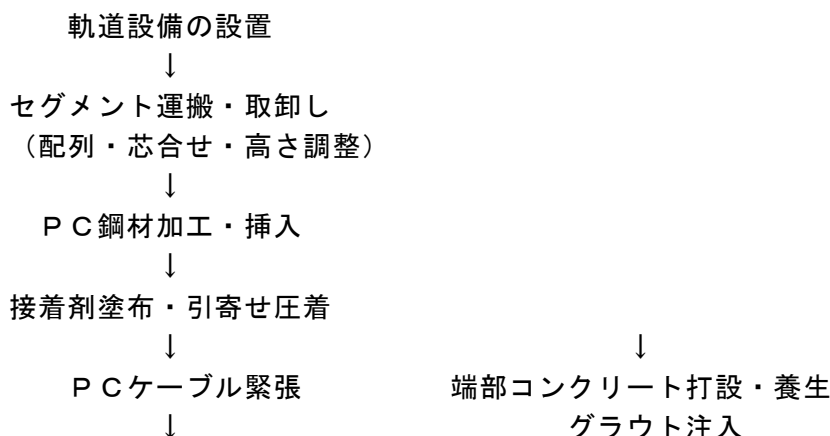 軌道設備の設置
↓
セグメント運搬・取卸し
（配列・芯合せ・高さ調整）
↓
ＰＣ鋼材加工・挿入
↓
接着剤塗布・引寄せ圧着
↓
ＰＣケーブル緊張
↓
↓
端部コンクリート打設・養生
グラウト注入